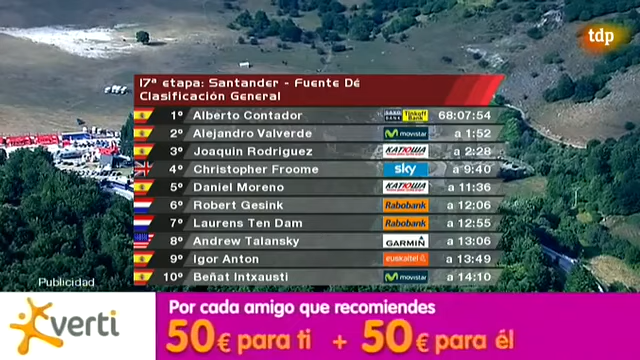 tdp
17ª etapa: Santander - Fuente Dé
Clasificación General
1º Alberto Contador Tinkoff Bank 68:07:54
2º Alejandro Valverde movistar a 1:52
3º Joaquin Rodriguez KATIOWA a 2:28
4º Christopher Froome sky a 9:40
5º Daniel Moreno KATIOWA a 11:36
6º Robert Gesink Rabobank a 12:06
7º Laurens Ten Dam Rabobank a 12:55
8º Andrew Talansky GARMIN a 13:06
9º Igor Anton euskaltel a 13:49
10º Beñat Intxausti movistar a 14:10
Publicidad
verti
Por cada amigo que recomiendes
50€ para ti + 50€ para él